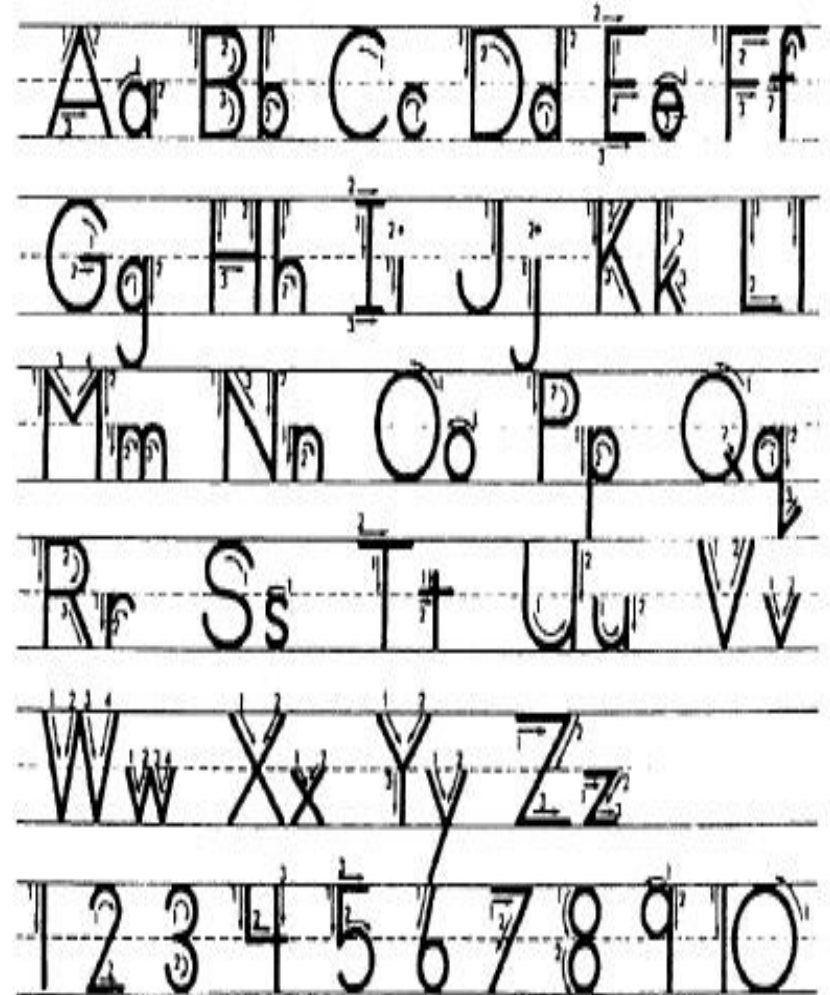 Aa Bb Cc Dd Ee Ff
Gg Hh Ii Jj Kk Ll
Mm Nn Oo Pp Qq
Rr Ss Tt Uu Vv
Ww Xx Yy Zz
1 2 3 4 5 6 7 8 9 10